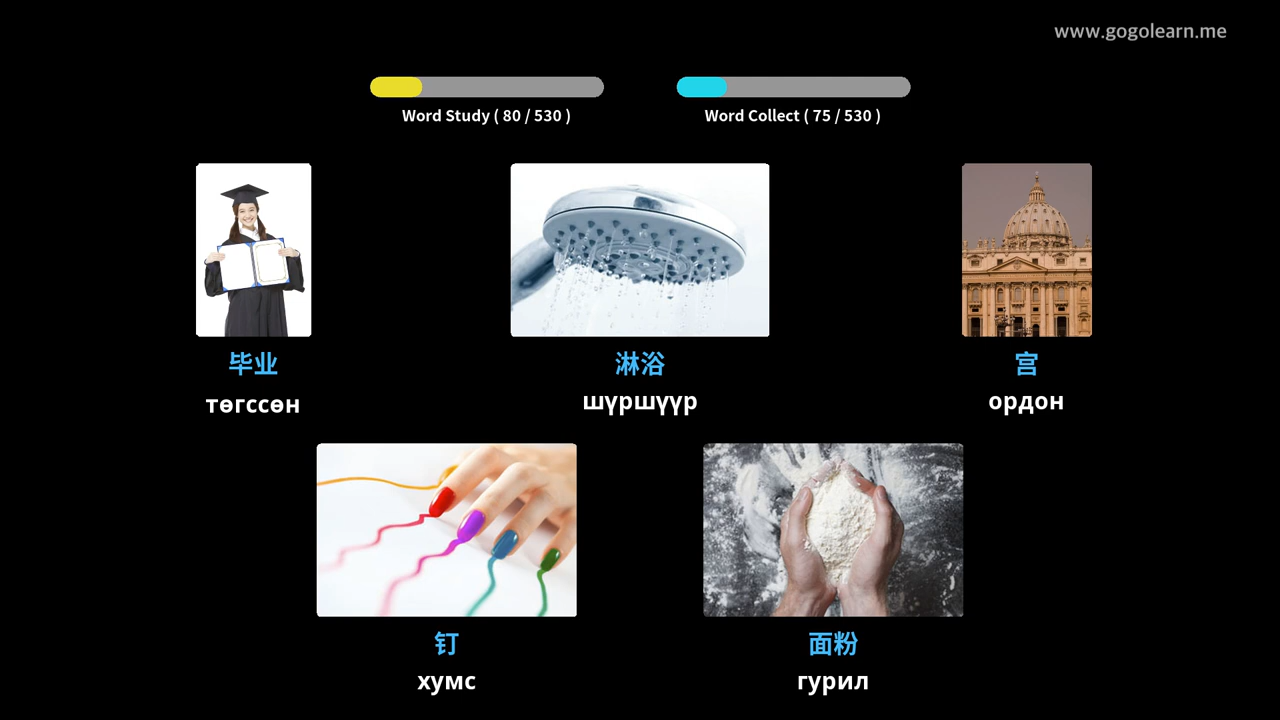 www.gogolearn.me
Word Study ( 80 / 530 )
Word Collect ( 75 / 530 )
毕业
淋浴
宫
төгссөн
шүршүүр
ордон
钉
面粉
хумс
гурил